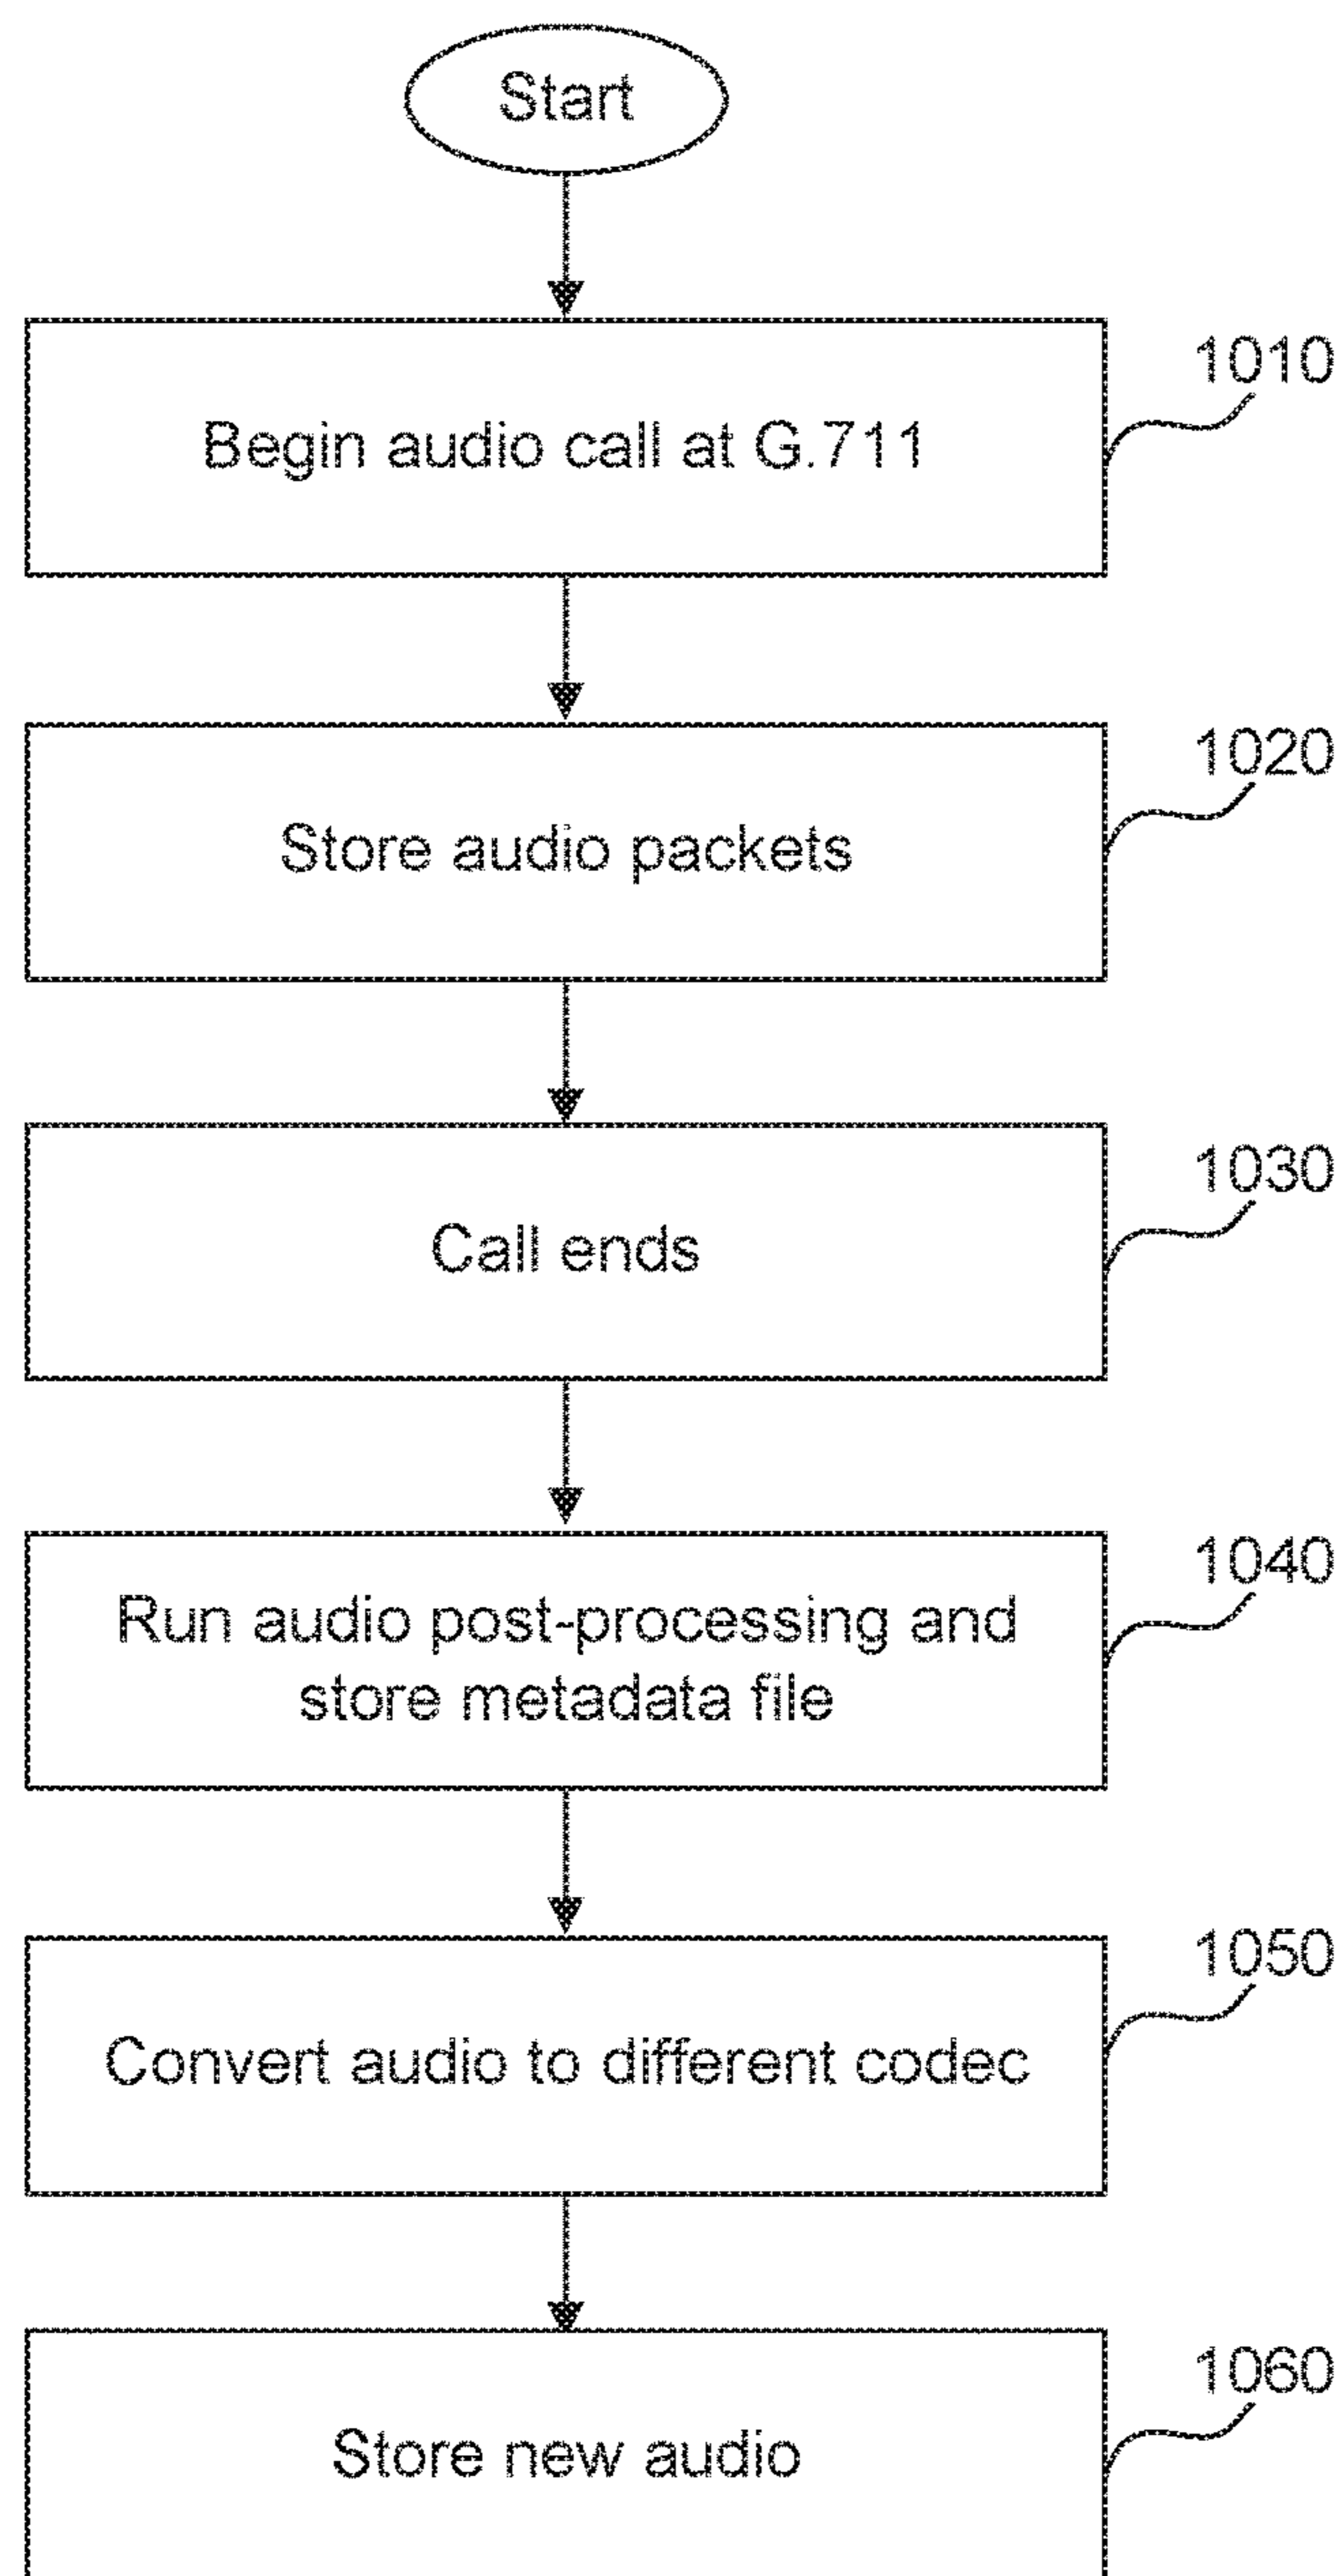 Start
1010
Begin audio call at G.711
1020
Store audio packets
1030
Call ends
1040
Run audio post-processing and
store metadata file
1050
Convert audio to different codec
1060
Store new audio